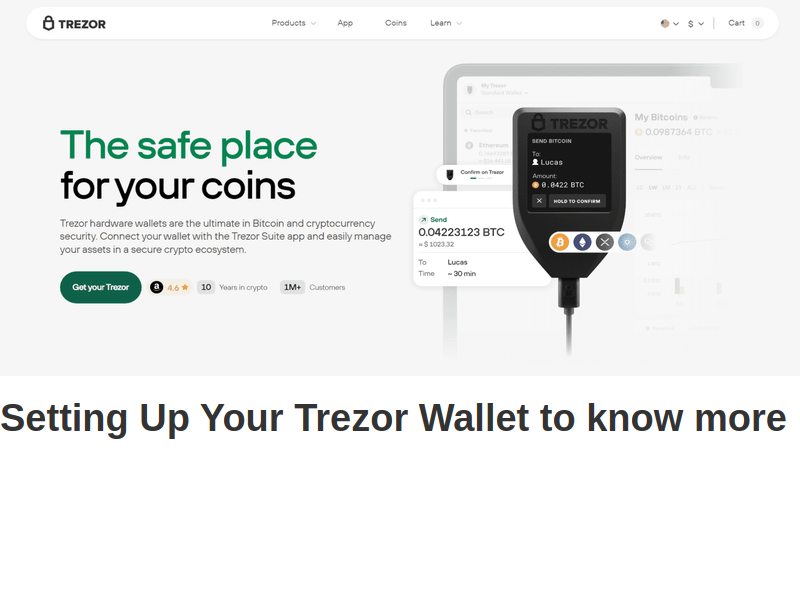 TREZOR
Products
App
Coins
Learn
$
Cart
0
The safe place
for your coins
Trezor hardware wallets are the ultimate in Bitcoin and cryptocurrency
security. Connect your wallet with the Trezor Suite app and easily manage
your assets in a secure crypto ecosystem.
Get your Trezor
a
4.6
10
Years in crypto
1M+
Customers
My Trezor
My Bitcoins
0.0987364 BTC
Overview
Ethereum
Confirm on Trezor
Send
0.04223123 BTC
≈ $ 1023.32
To
Lucas
Time
~ 30 min
TREZOR
SEND BITCOIN
To:
Lucas
Amount:
0.0422 BTC
HOLD TO CONFIRM
Setting Up Your Trezor Wallet to know more